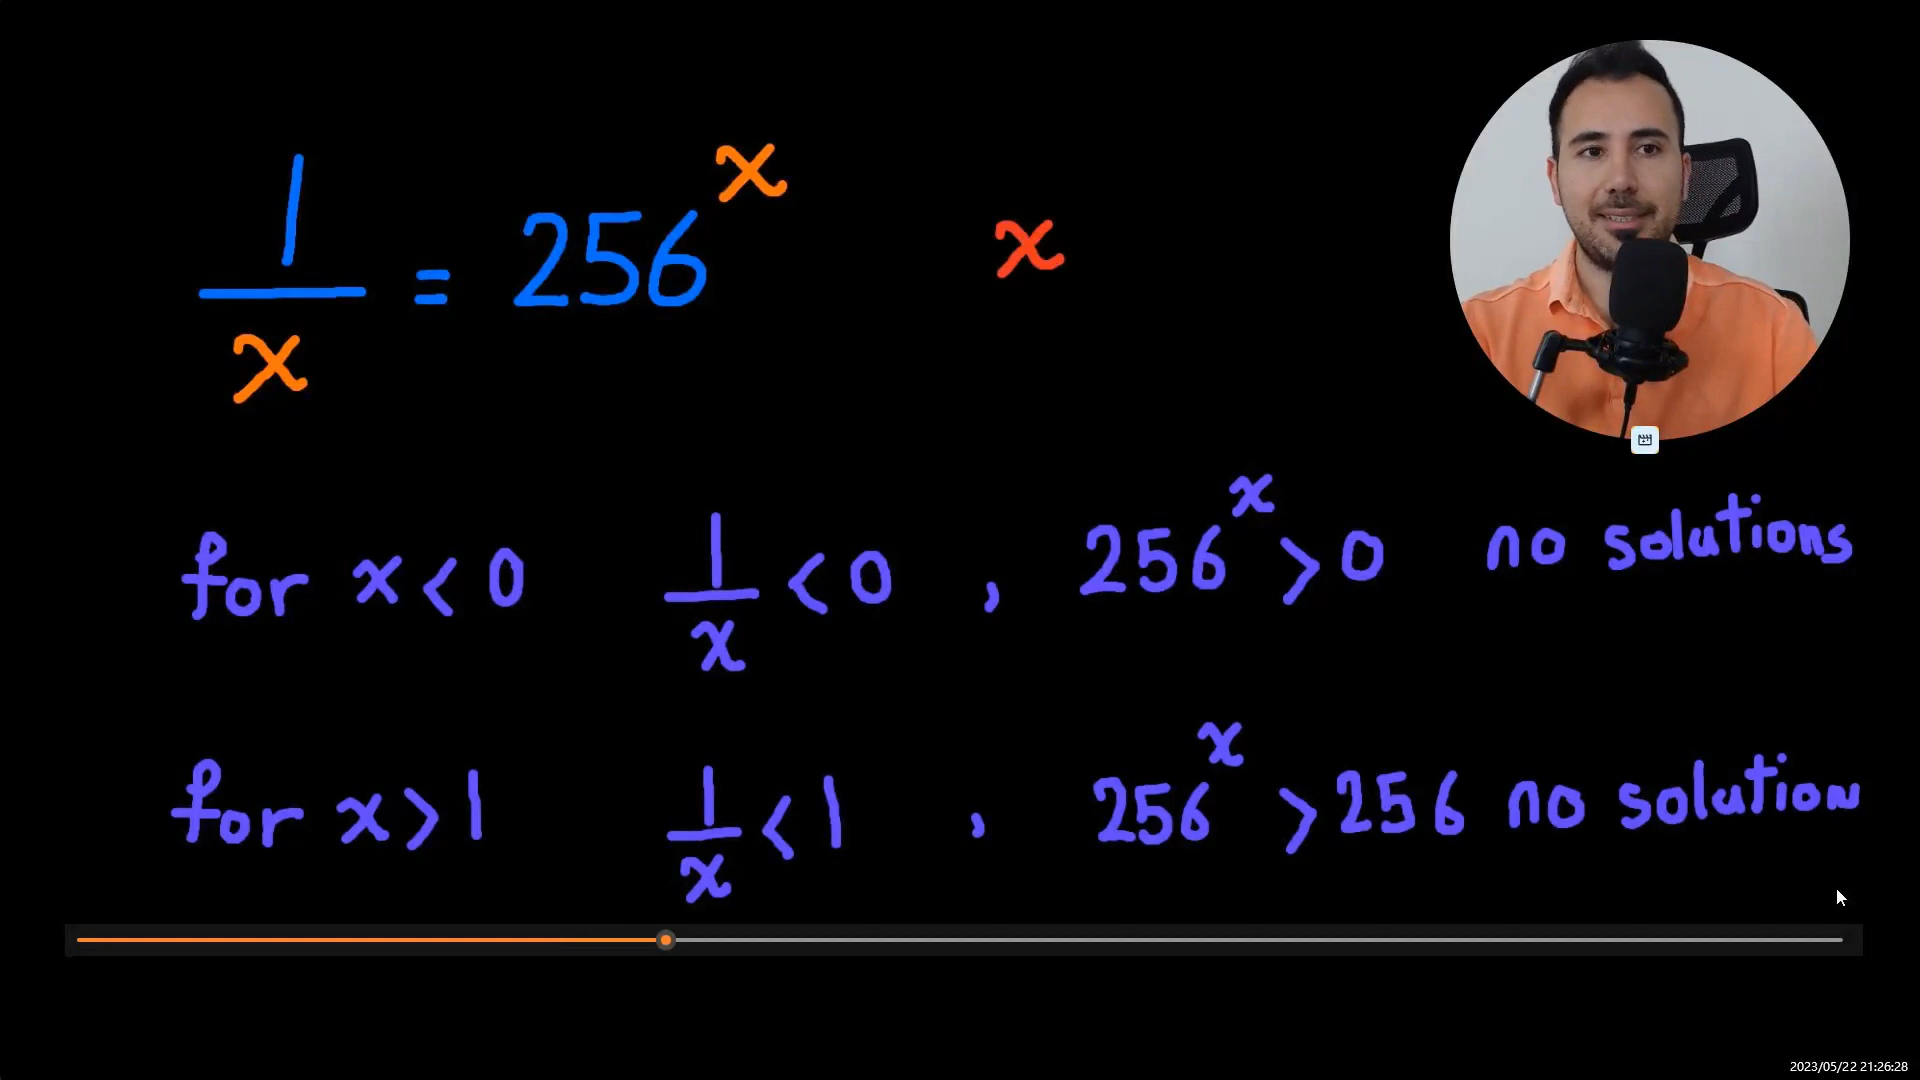 1/x = 256^x x
for x < 0 1/x < 0 , 256^x > 0 no solutions
for x > 1 1/x < 1 , 256^x > 256 no solution
2023/05/22 21:26:28